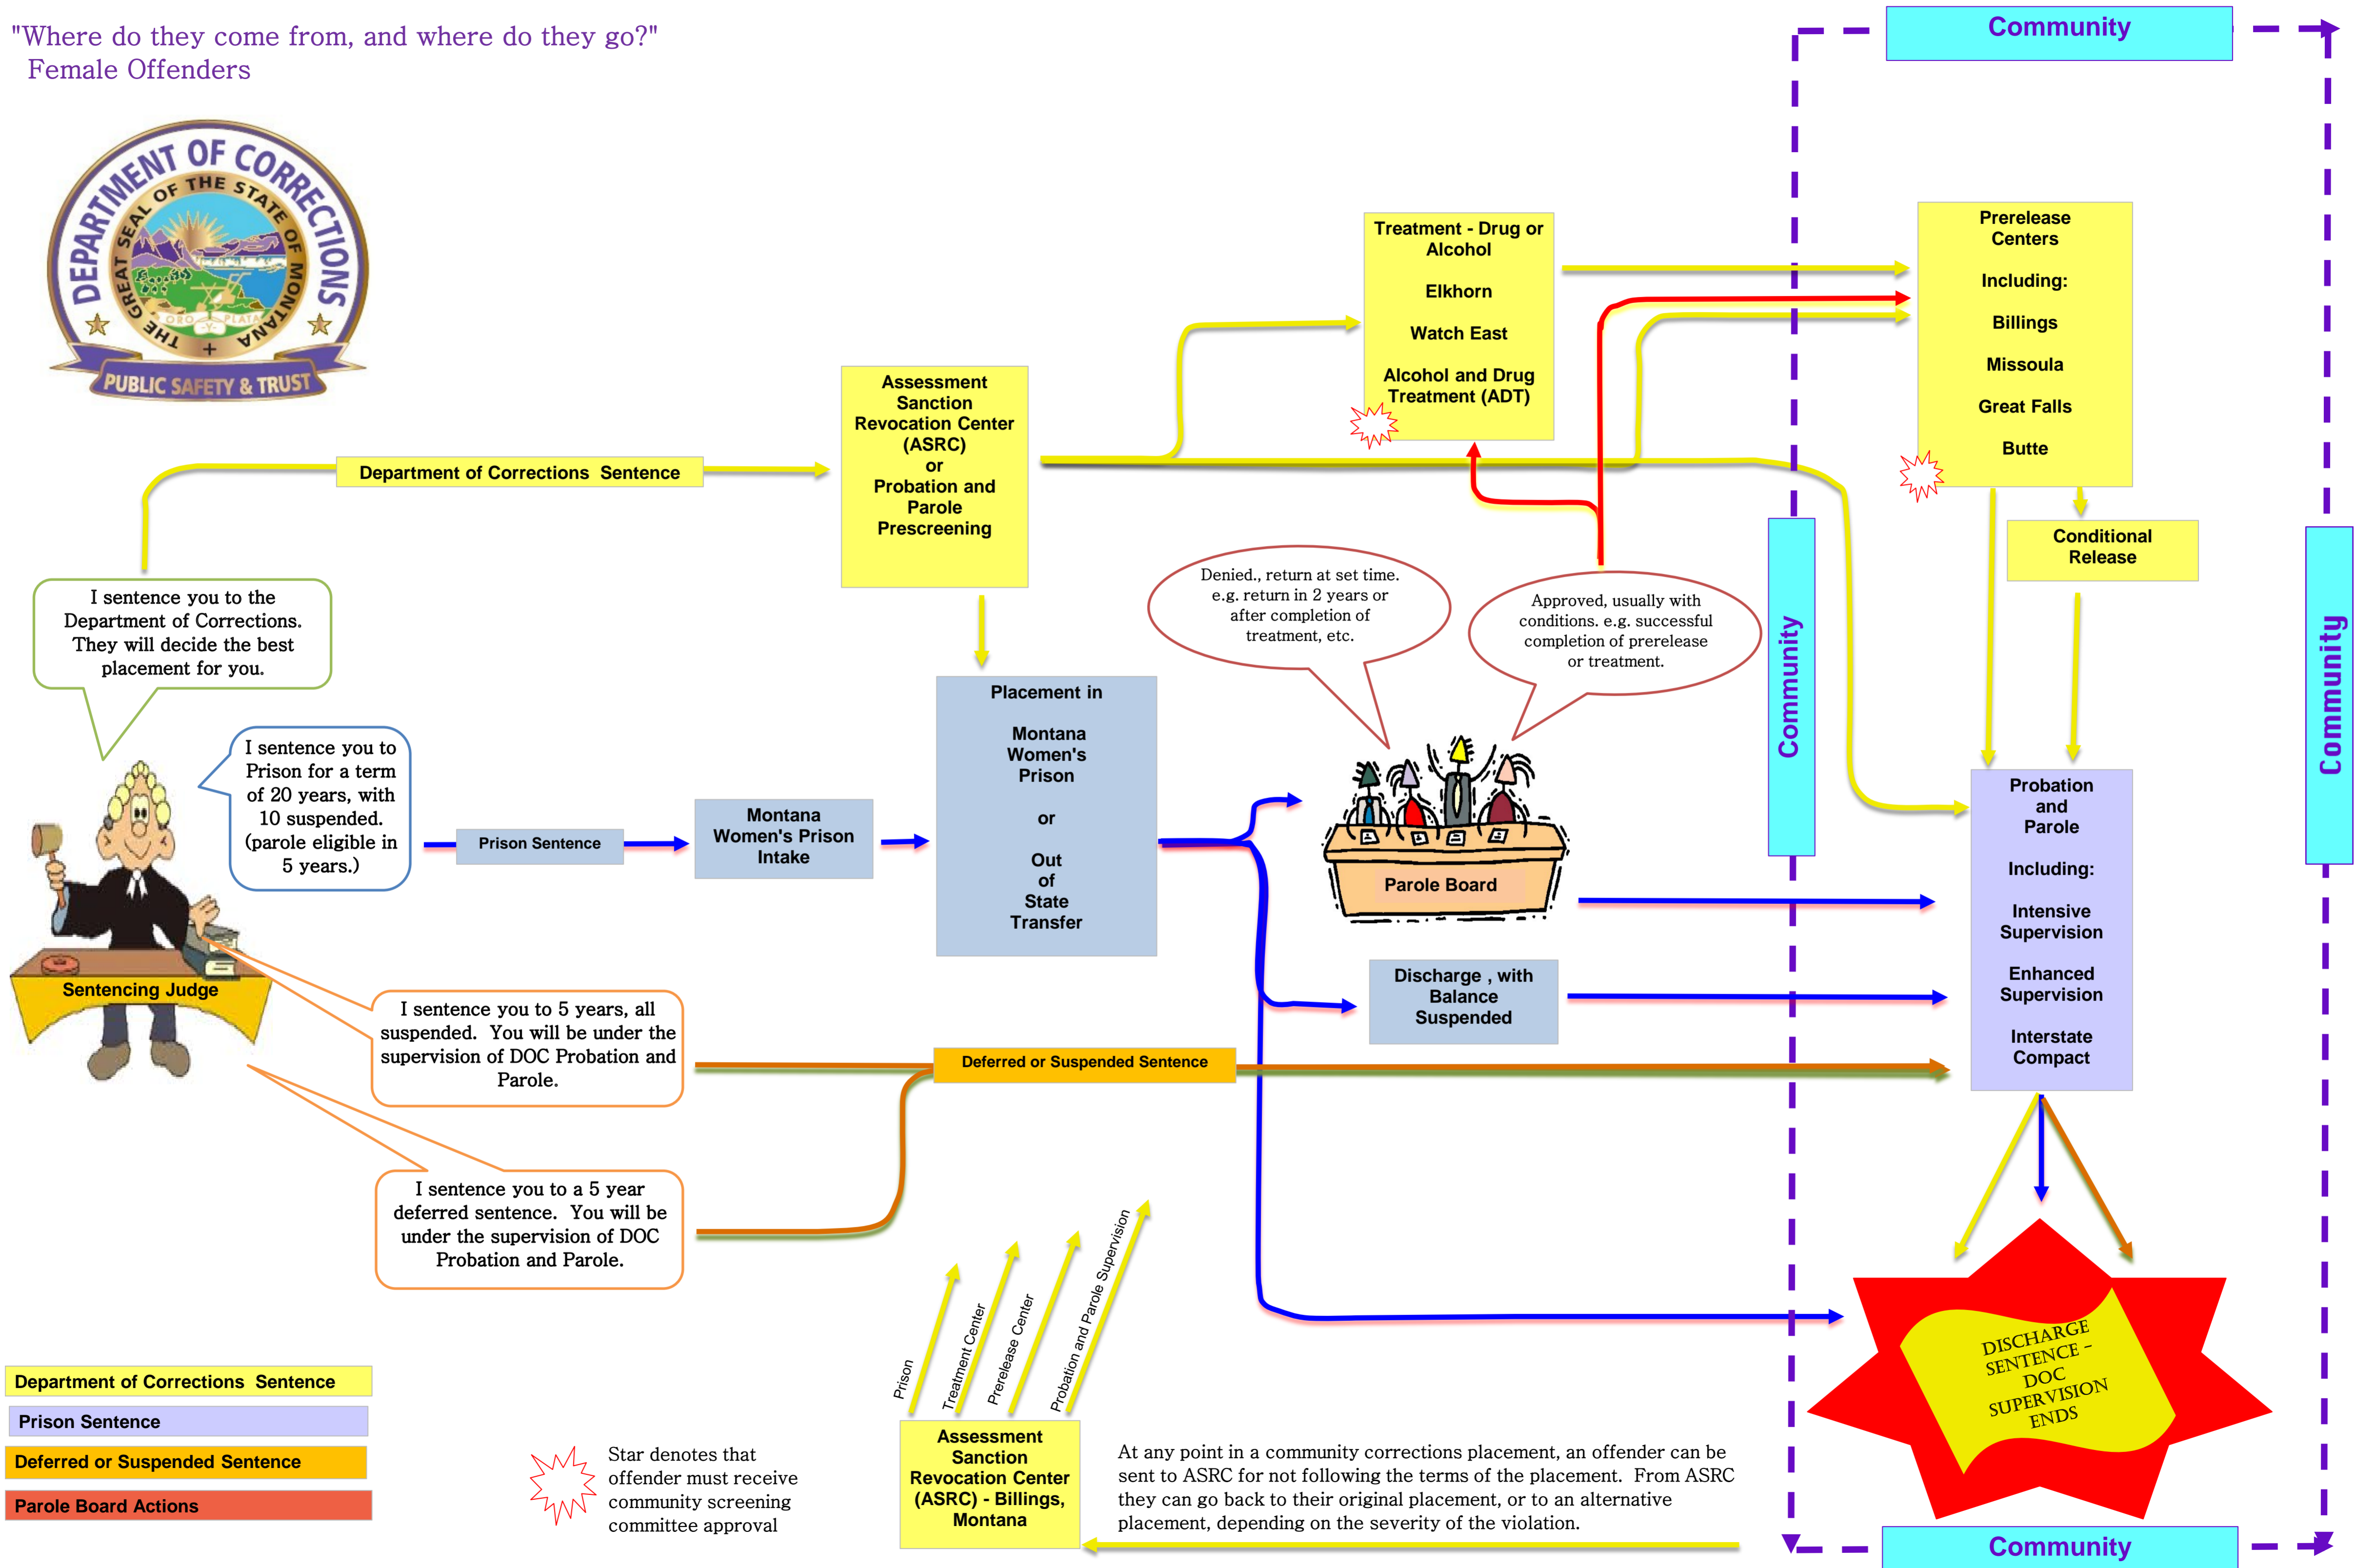 "Where do they come from, and where do they go?"
Female Offenders
DEPARTMENT OF CORRECTIONS
THE GREAT SEAL OF THE STATE OF MONTANA
ORO Y PLATA
PUBLIC SAFETY & TRUST
Community
Treatment - Drug or
Alcohol
Elkhorn
Watch East
Alcohol and Drug
Treatment (ADT)
Prerelease
Centers
Including:
Billings
Missoula
Great Falls
Butte
Conditional
Release
Department of Corrections  Sentence
Assessment
Sanction
Revocation Center
(ASRC)
or
Probation and
Parole
Prescreening
I sentence you to the
Department of Corrections.
They will decide the best
placement for you.
Denied., return at set time.
e.g. return in 2 years or
after completion of
treatment, etc.
Approved, usually with
conditions. e.g. successful
completion of prerelease
or treatment.
Community
Community
I sentence you to
Prison for a term
of 20 years, with
10 suspended.
(parole eligible in
5 years.)
Prison Sentence
Montana
Women's Prison
Intake
Placement in
Montana
Women's
Prison
or
Out
of
State
Transfer
Parole Board
Probation
and
Parole
Including:
Intensive
Supervision
Enhanced
Supervision
Interstate
Compact
Sentencing Judge
Discharge , with
Balance
Suspended
I sentence you to 5 years, all
suspended.  You will be under the
supervision of DOC Probation and
Parole.
Deferred or Suspended Sentence
I sentence you to a 5 year
deferred sentence.  You will be
under the supervision of DOC
Probation and Parole.
Prison
Treatment Center
Prerelease Center
Probation and Parole Supervision
DISCHARGE
SENTENCE –
DOC
SUPERVISION
ENDS
Department of Corrections  Sentence
Prison Sentence
Deferred or Suspended Sentence
Parole Board Actions
Star denotes that
offender must receive
community screening
committee approval
Assessment
Sanction
Revocation Center
(ASRC) - Billings,
Montana
At any point in a community corrections placement, an offender can be
sent to ASRC for not following the terms of the placement.  From ASRC
they can go back to their original placement, or to an alternative
placement, depending on the severity of the violation.
Community